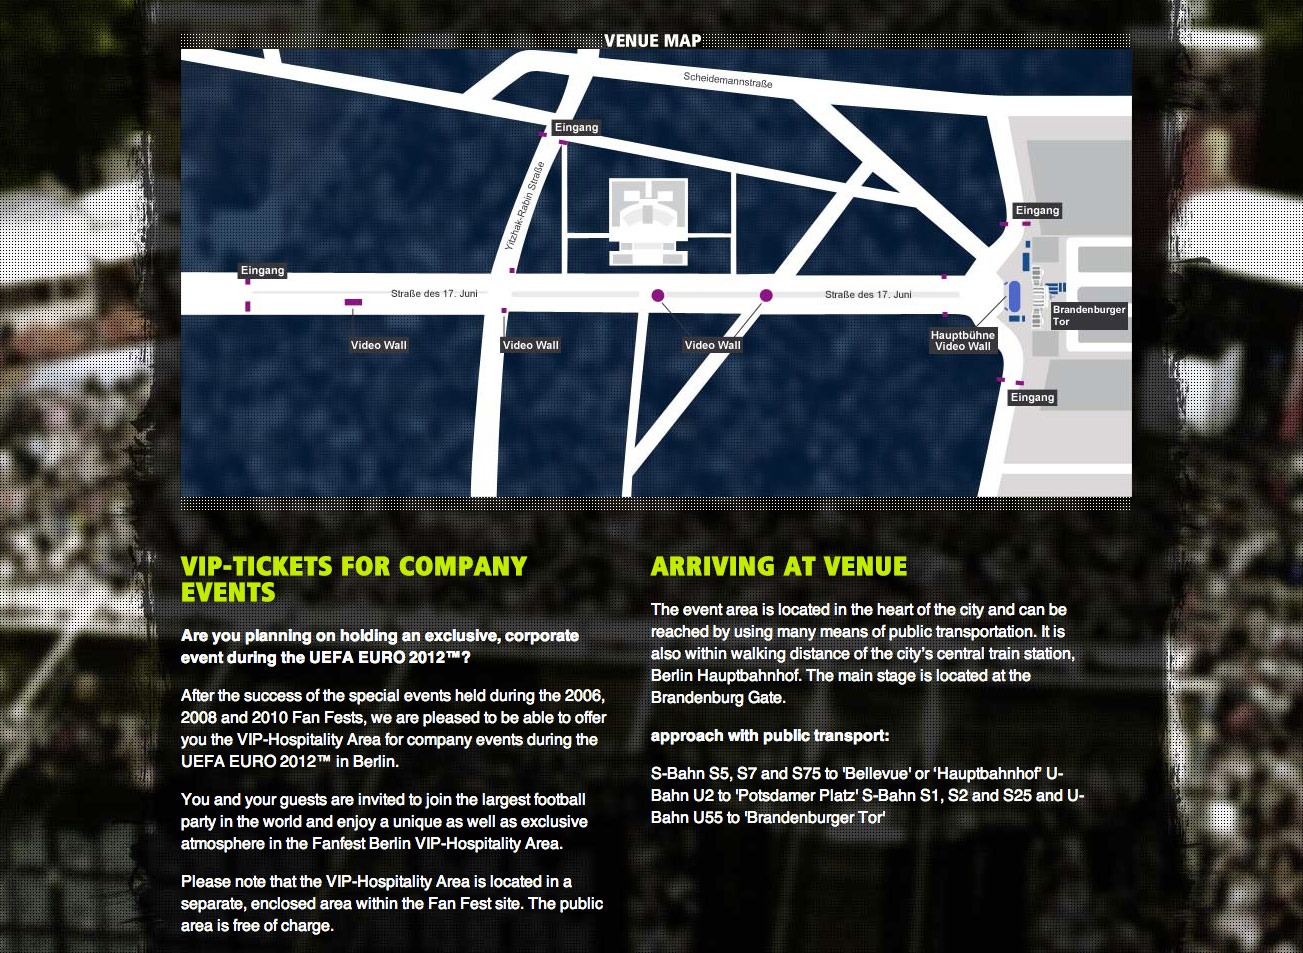 VENUE MAP
Scheidemannstraße
Eingang
Yitzhak-Rabin Straße
Eingang
Eingang
Straße des 17. Juni
Straße des 17. Juni
Brandenburger
Tor
Video Wall
Video Wall
Video Wall
Hauptbühne
Video Wall
Eingang
VIP-TICKETS FOR COMPANY
EVENTS
Are you planning on holding an exclusive, corporate
event during the UEFA EURO 2012™?
After the success of the special events held during the 2006,
2008 and 2010 Fan Fests, we are pleased to be able to offer
you the VIP-Hospitality Area for company events during the
UEFA EURO 2012™ in Berlin.
You and your guests are invited to join the largest football
party in the world and enjoy a unique as well as exclusive
atmosphere in the Fanfest Berlin VIP-Hospitality Area.
Please note that the VIP-Hospitality Area is located in a
separate, enclosed area within the Fan Fest site. The public
area is free of charge.
ARRIVING AT VENUE
The event area is located in the heart of the city and can be
reached by using many means of public transportation. It is
also within walking distance of the city's central train station,
Berlin Hauptbahnhof. The main stage is located at the
Brandenburg Gate.
approach with public transport:
S-Bahn S5, S7 and S75 to 'Bellevue' or ‘Hauptbahnhof’ U-
Bahn U2 to 'Potsdamer Platz' S-Bahn S1, S2 and S25 and U-
Bahn U55 to 'Brandenburger Tor'